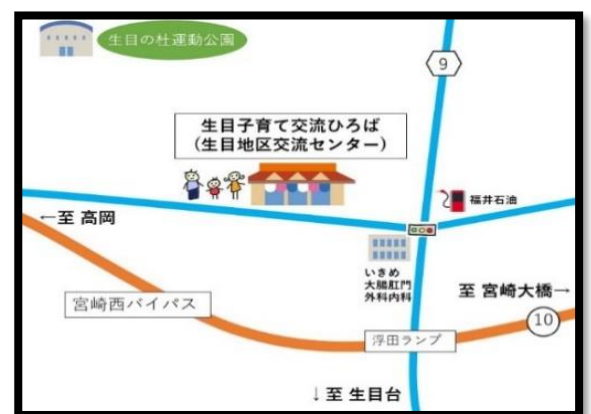 生目の杜運動公園
9
生目子育て交流ひろば
(生目地区交流センター)
福井石油
←至 高岡
いきめ
大腸肛門
外科内科
至 宮崎大橋→
宮崎西バイパス
10
浮田ランプ
↓至 生目台